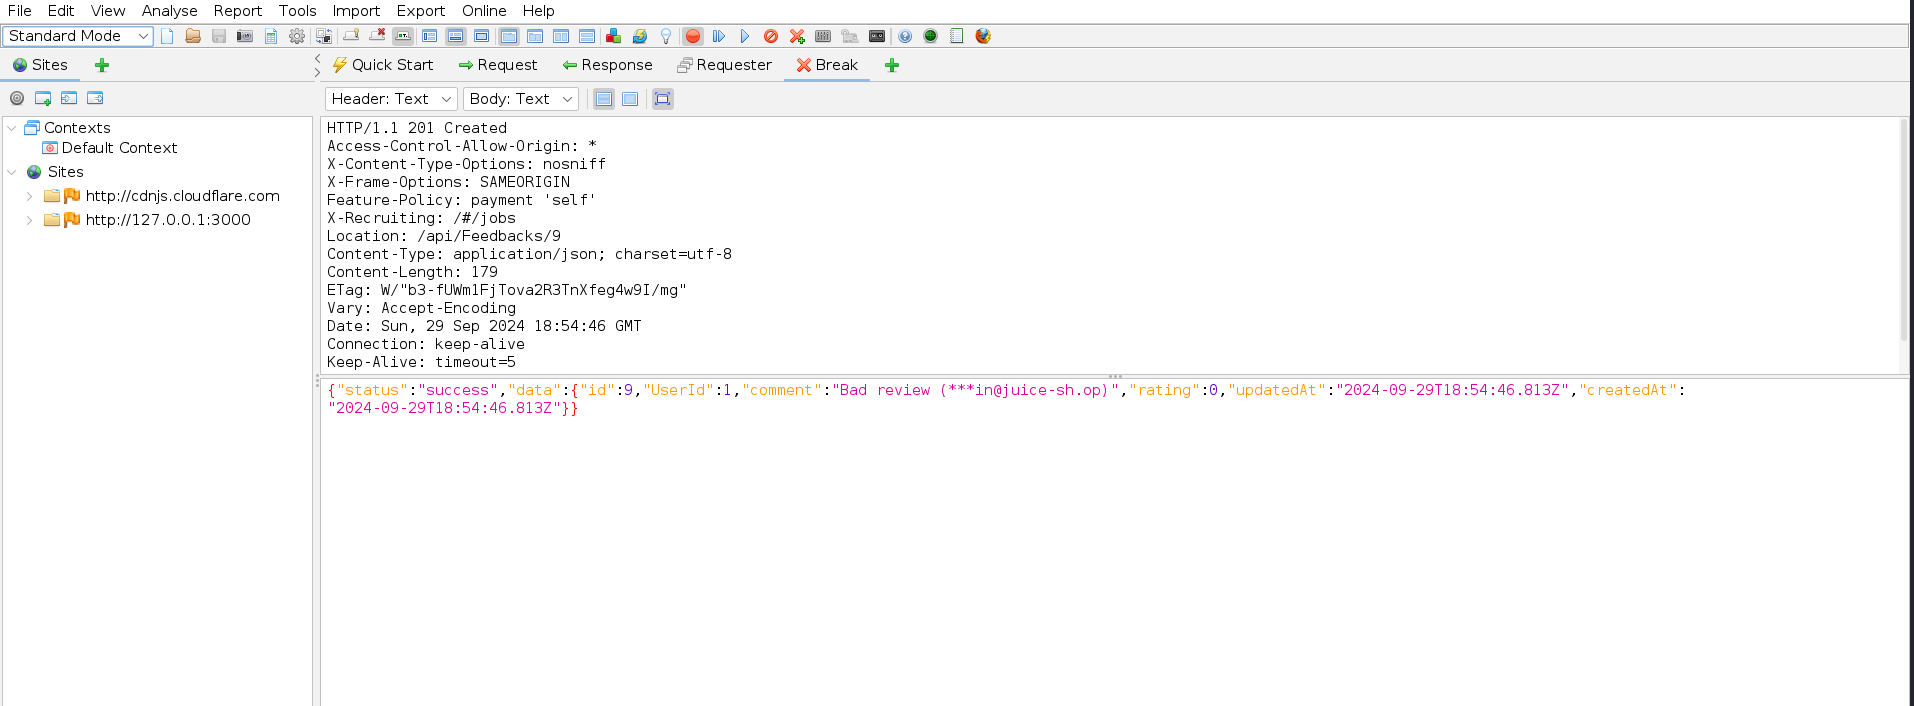 File Edit View Analyse Report Tools Import Export Online Help
Standard Mode
Sites
Quick Start Request Response Requester Break
Header: Text Body: Text
Contexts
Default Context
Sites
http://cdnjs.cloudflare.com
http://127.0.0.1:3000
HTTP/1.1 201 Created
Access-Control-Allow-Origin: *
X-Content-Type-Options: nosniff
X-Frame-Options: SAMEORIGIN
Feature-Policy: payment 'self'
X-Recruiting: /#/jobs
Location: /api/Feedbacks/9
Content-Type: application/json; charset=utf-8
Content-Length: 179
ETag: W/"b3-fUWm1FjTova2R3TnXfeg4w9I/mg"
Vary: Accept-Encoding
Date: Sun, 29 Sep 2024 18:54:46 GMT
Connection: keep-alive
Keep-Alive: timeout=5
{"status":"success","data":{"id":9,"UserId":1,"comment":"Bad review (***in@juice-sh.op)","rating":0,"updatedAt":"2024-09-29T18:54:46.813Z","createdAt":
"2024-09-29T18:54:46.813Z"}}